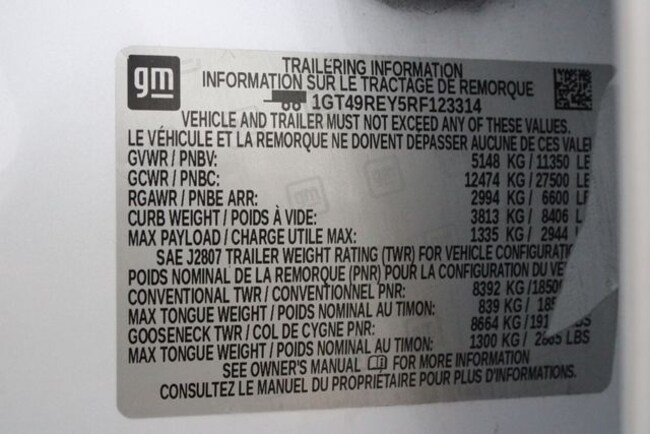 gm
TRAILERING INFORMATION
INFORMATION SUR LE TRACTAGE DE REMORQUE
1GT49REY5RF123314
VEHICLE AND TRAILER MUST NOT EXCEED ANY OF THESE VALUES.
LE VÉHICULE ET LA REMORQUE NE DOIVENT DÉPASSER AUCUNE DE CES
GVWR / PNBV: 5148 KG / 11350
GCWR / PNBC: 12474 KG / 27500
RGAWR / PNBE ARR: 2994 KG / 6600
CURB WEIGHT / POIDS À VIDE: 3813 KG / 8406
MAX PAYLOAD / CHARGE UTILE MAX: 1335 KG / 2944
SAE J2807 TRAILER WEIGHT RATING (TWR) FOR VEHICLE
POIDS NOMINAL DE LA REMORQUE (PNR) POUR LA CONFIGURATION DU
CONVENTIONAL TWR / CONVENTIONNEL PNR: 8392 KG /
MAX TONGUE WEIGHT / POIDS NOMINAL AU TIMON: 839 KG /
GOOSENECK TWR / COL DE CYGNE PNR: 8664 KG /
MAX TONGUE WEIGHT / POIDS NOMINAL AU TIMON: 1300 KG / LBS
SEE OWNER'S MANUAL FOR MORE INFORMATION
CONSULTEZ LE MANUEL DU PROPRIÉTAIRE POUR PLUS D'INFORMATIONS.